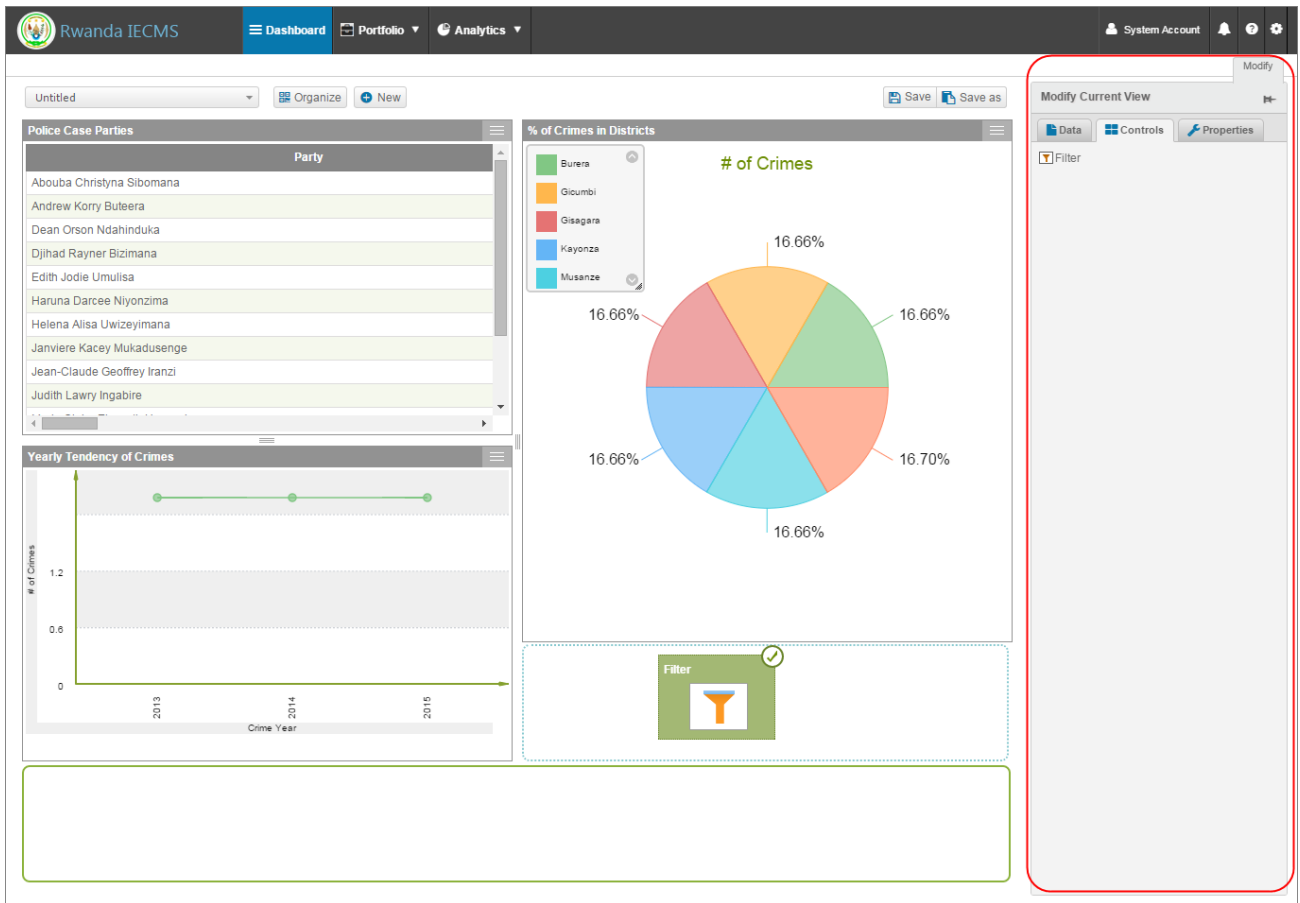 Rwanda IECMS
Dashboard
Portfolio
Analytics
System Account
Modify
Untitled
Organize
New
Save
Save as
Modify Current View
Data
Controls
Properties
Filter
Police Case Parties
Party
Abouba Christyna Sibomana
Andrew Korry Buteera
Dean Orson Ndahinduka
Djihad Rayner Bizimana
Edith Jodie Umulisa
Haruna Darcee Niyonzima
Helena Alisa Uwizeyimana
Janviere Kacey Mukadusenge
Jean-Claude Geoffrey Iranzi
Judith Lawry Ingabire
% of Crimes in Districts
Burera
Gicumbi
Gisagara
Kayonza
Musanze
# of Crimes
16.66%
16.66%
16.66%
16.66%
16.70%
16.66%
Yearly Tendency of Crimes
# of Crimes
1.2
0.6
0
2013
2014
2015
Crime Year
Filter